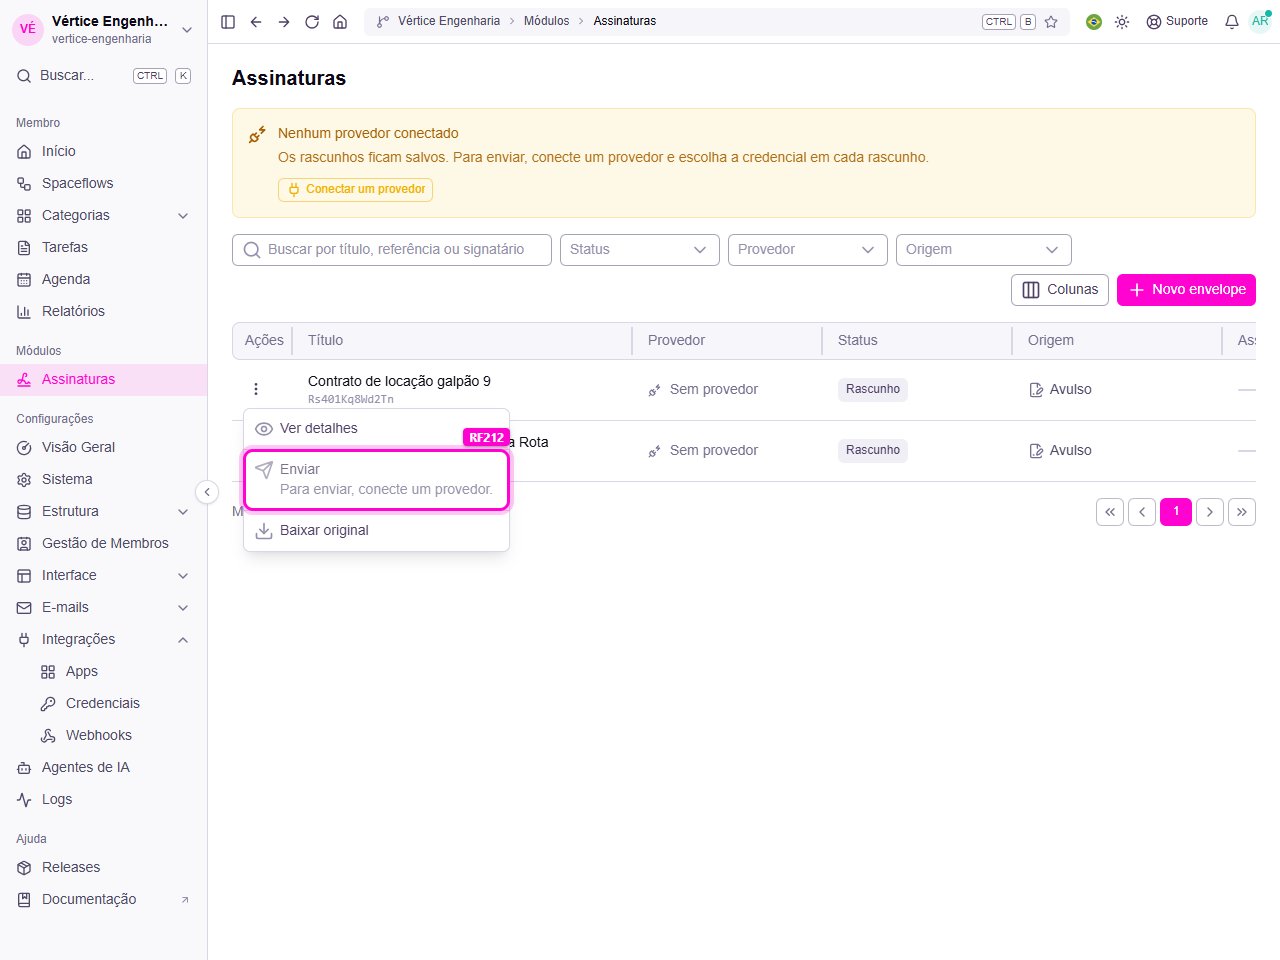 VÉ
Vértice Engenh...
vertice-engenharia
Buscar...
CTRL K
Membro
Início
Spaceflows
Categorias
Tarefas
Agenda
Relatórios
Módulos
Assinaturas
Configurações
Visão Geral
Sistema
Estrutura
Gestão de Membros
Interface
E-mails
Integrações
Apps
Credenciais
Webhooks
Agentes de IA
Logs
Ajuda
Releases
Documentação
Vértice Engenharia > Módulos > Assinaturas
CTRL B
Suporte
AR
Assinaturas
Nenhum provedor conectado
Os rascunhos ficam salvos. Para enviar, conecte um provedor e escolha a credencial em cada rascunho.
Conectar um provedor
Buscar por título, referência ou signatário
Status
Provedor
Origem
Colunas
Novo envelope
Ações Título Provedor Status Origem Ass
Contrato de locação galpão 9
Rs401Kq8Wd2Tn
Sem provedor Rascunho Avulso —
a Rota
Sem provedor Rascunho Avulso —
Ver detalhes
RF212
Enviar
Para enviar, conecte um provedor.
Baixar original
M
1